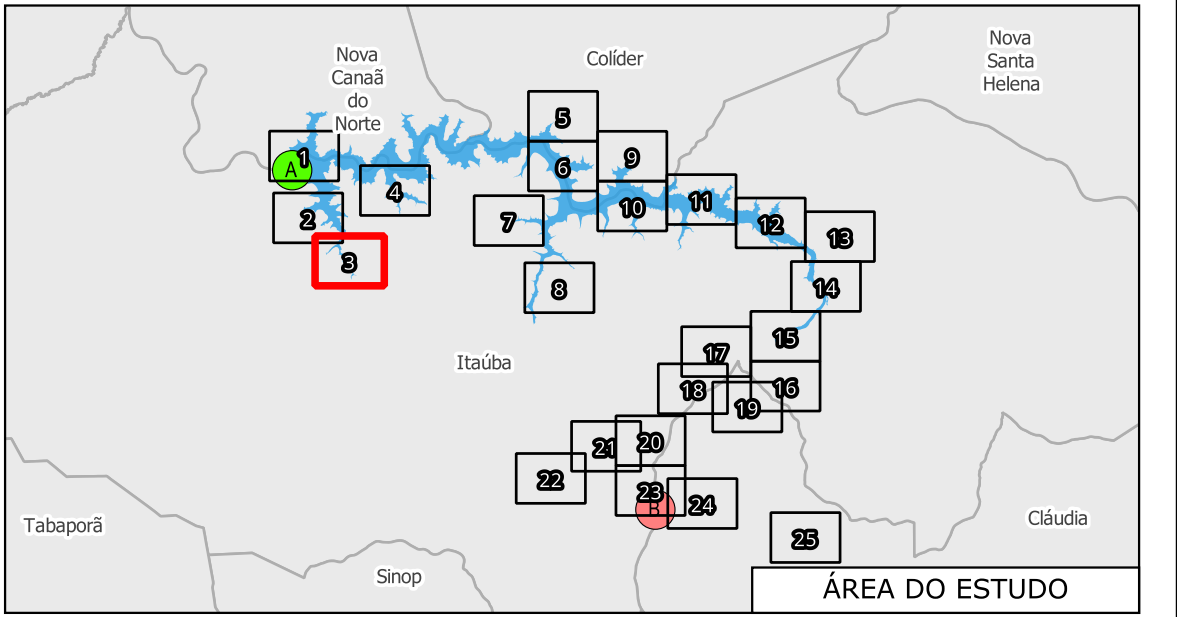 Nova
Canaã
do
Norte
Colíder
Nova
Santa
Helena
5
1
A
6
9
4
11
10
2
7
12
13
3
8
14
15
17
Itaúba
18
16
19
20
21
22
23
B
24
Tabaporã
Cláudia
25
Sinop
ÁREA DO ESTUDO